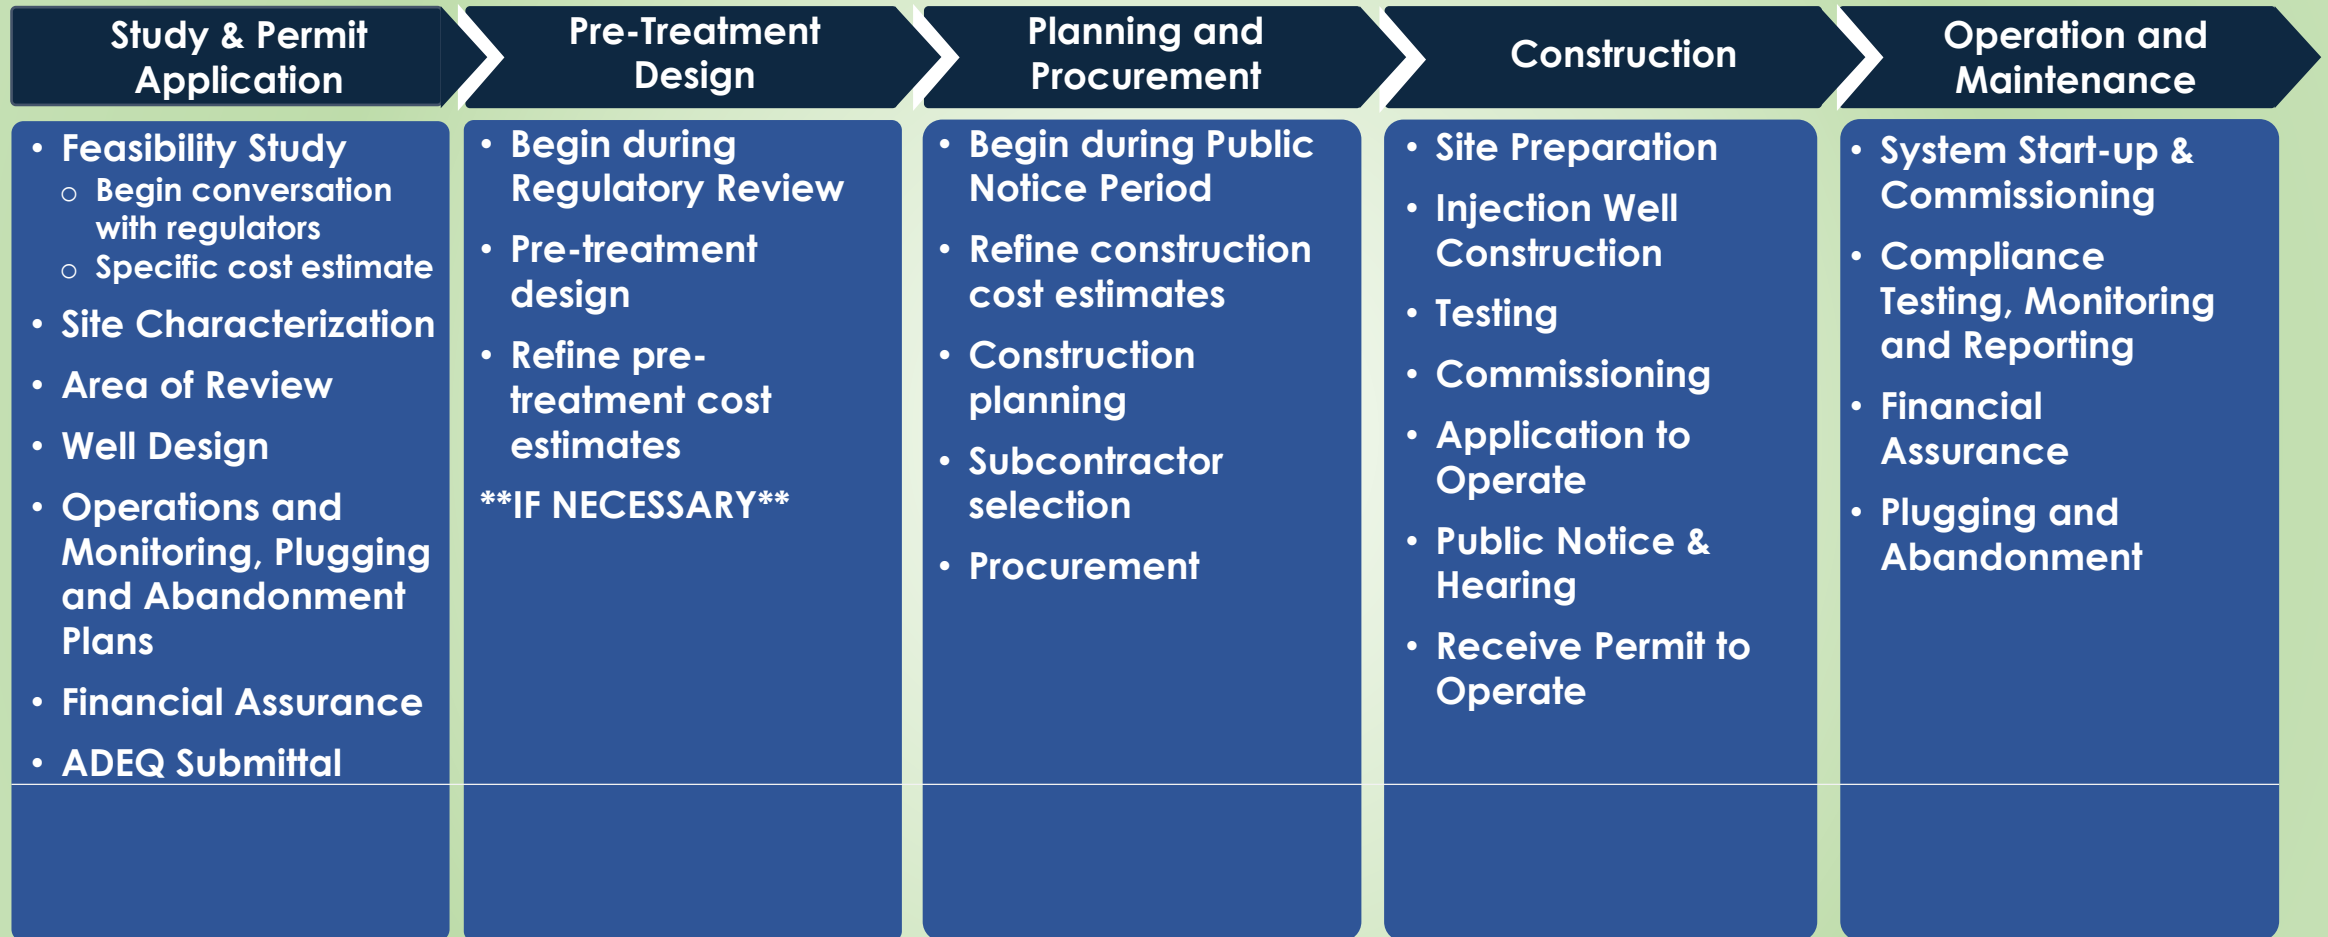 Study & Permit
Application
Pre-Treatment
Design
Planning and
Procurement
Construction
Operation and
Maintenance
• Feasibility Study
o Begin conversation
with regulators
o Specific cost estimate
• Site Characterization
• Area of Review
• Well Design
• Operations and
Monitoring, Plugging
and Abandonment
Plans
• Financial Assurance
• ADEQ Submittal
• Begin during
Regulatory Review
• Pre-treatment
design
• Refine pre-
treatment cost
estimates
**IF NECESSARY**
• Begin during Public
Notice Period
• Refine construction
cost estimates
• Construction
planning
• Subcontractor
selection
• Procurement
• Site Preparation
• Injection Well
Construction
• Testing
• Commissioning
• Application to
Operate
• Public Notice &
Hearing
• Receive Permit to
Operate
• System Start-up &
Commissioning
• Compliance
Testing, Monitoring
and Reporting
• Financial
Assurance
• Plugging and
Abandonment